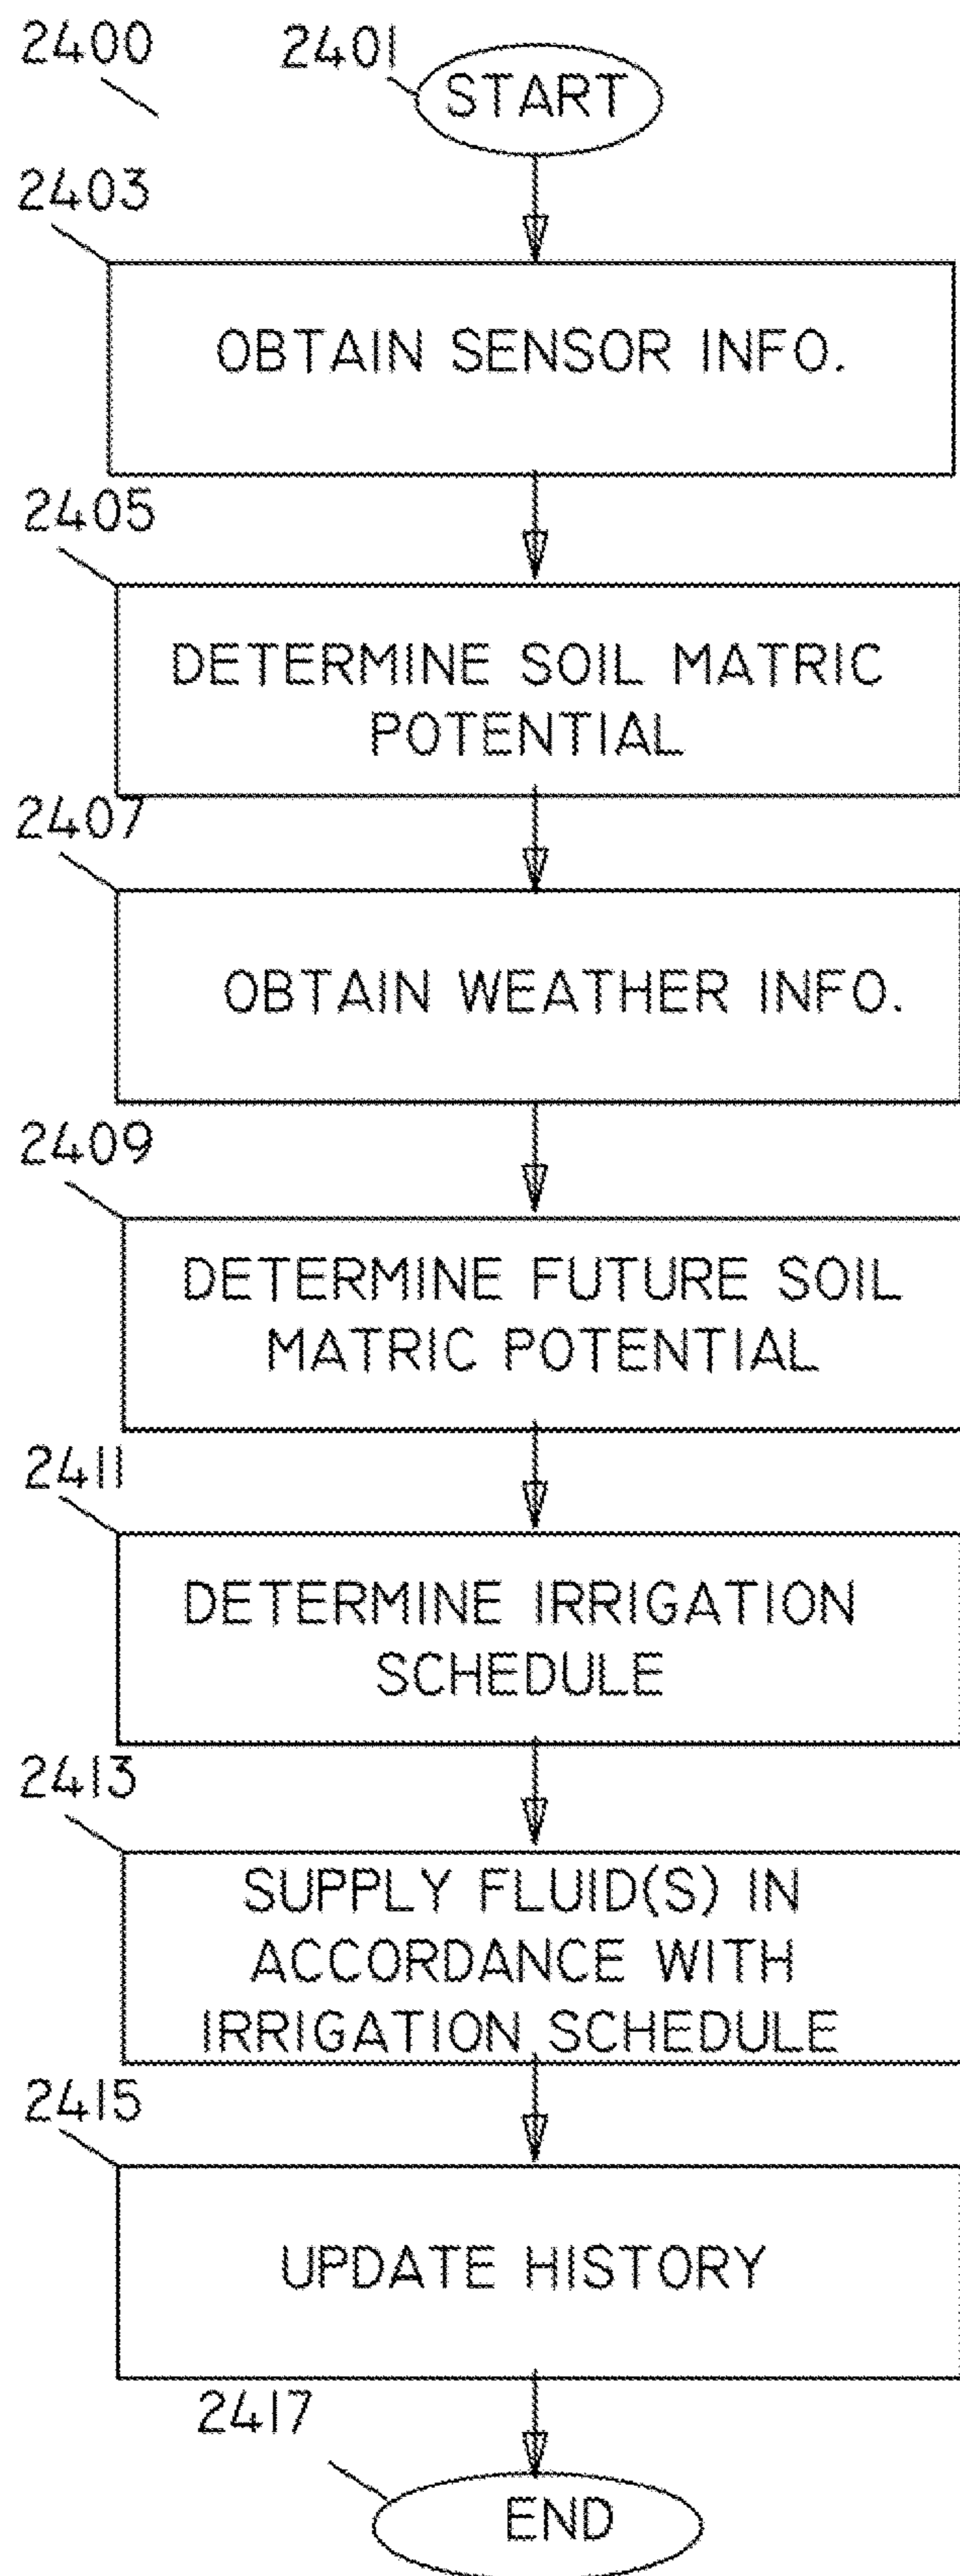 2400
2401
START
2403
OBTAIN SENSOR INFO.
2405
DETERMINE SOIL MATRIC
POTENTIAL
2407
OBTAIN WEATHER INFO.
2409
DETERMINE FUTURE SOIL
MATRIC POTENTIAL
2411
DETERMINE IRRIGATION
SCHEDULE
2413
SUPPLY FLUID(S) IN
ACCORDANCE WITH
IRRIGATION SCHEDULE
2415
UPDATE HISTORY
2417
END